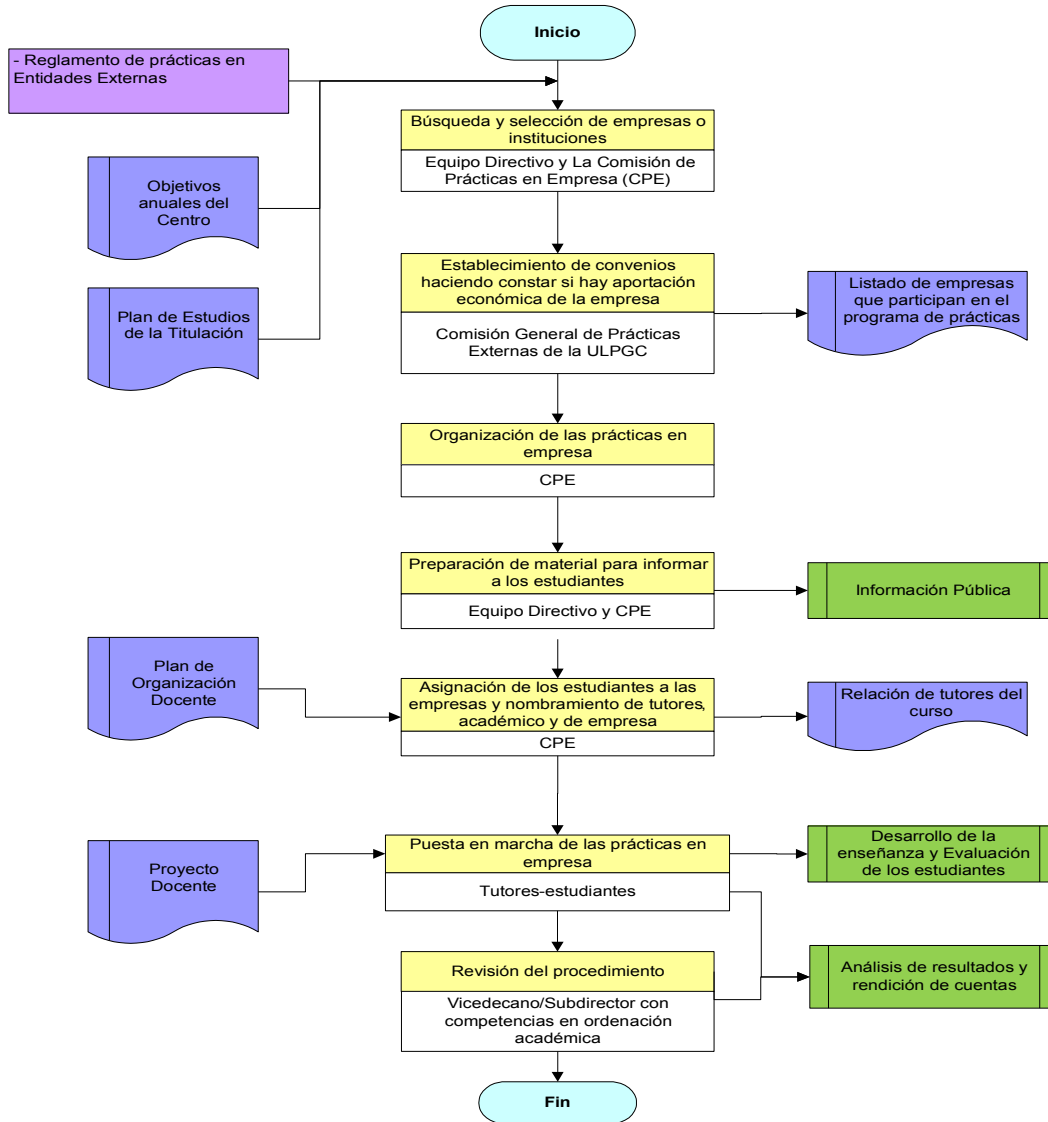 Inicio
- Reglamento de prácticas en
Entidades Externas
Búsqueda y selección de empresas o
instituciones
Equipo Directivo y La Comisión de
Prácticas en Empresa (CPE)
Objetivos
anuales del
Centro
Plan de Estudios
de la Titulación
Establecimiento de convenios
haciendo constar si hay aportación
económica de la empresa
Comisión General de Prácticas
Externas de la ULPGC
Listado de empresas
que participan en el
programa de prácticas
Organización de las prácticas en
empresa
CPE
Preparación de material para informar
a los estudiantes
Equipo Directivo y CPE
Información Pública
Plan de
Organización
Docente
Asignación de los estudiantes a las
empresas y nombramiento de tutores,
académico y de empresa
CPE
Relación de tutores del
curso
Proyecto
Docente
Puesta en marcha de las prácticas en
empresa
Tutores-estudiantes
Desarrollo de la
enseñanza y Evaluación
de los estudiantes
Revisión del procedimiento
Vicedecano/Subdirector con
competencias en ordenación
académica
Análisis de resultados y
rendición de cuentas
Fin